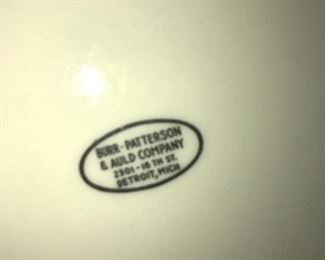 BURR-PATTERSON
& AULD COMPANY
2301-16 TH ST.
DETROIT, MICH